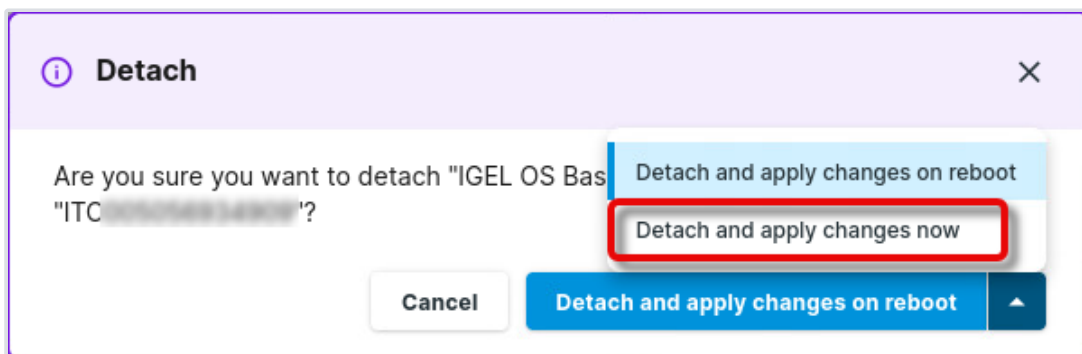 Detach
Are you sure you want to detach "IGEL OS Bas
"ITC "?
Detach and apply changes on reboot
Detach and apply changes now
Cancel
Detach and apply changes on reboot